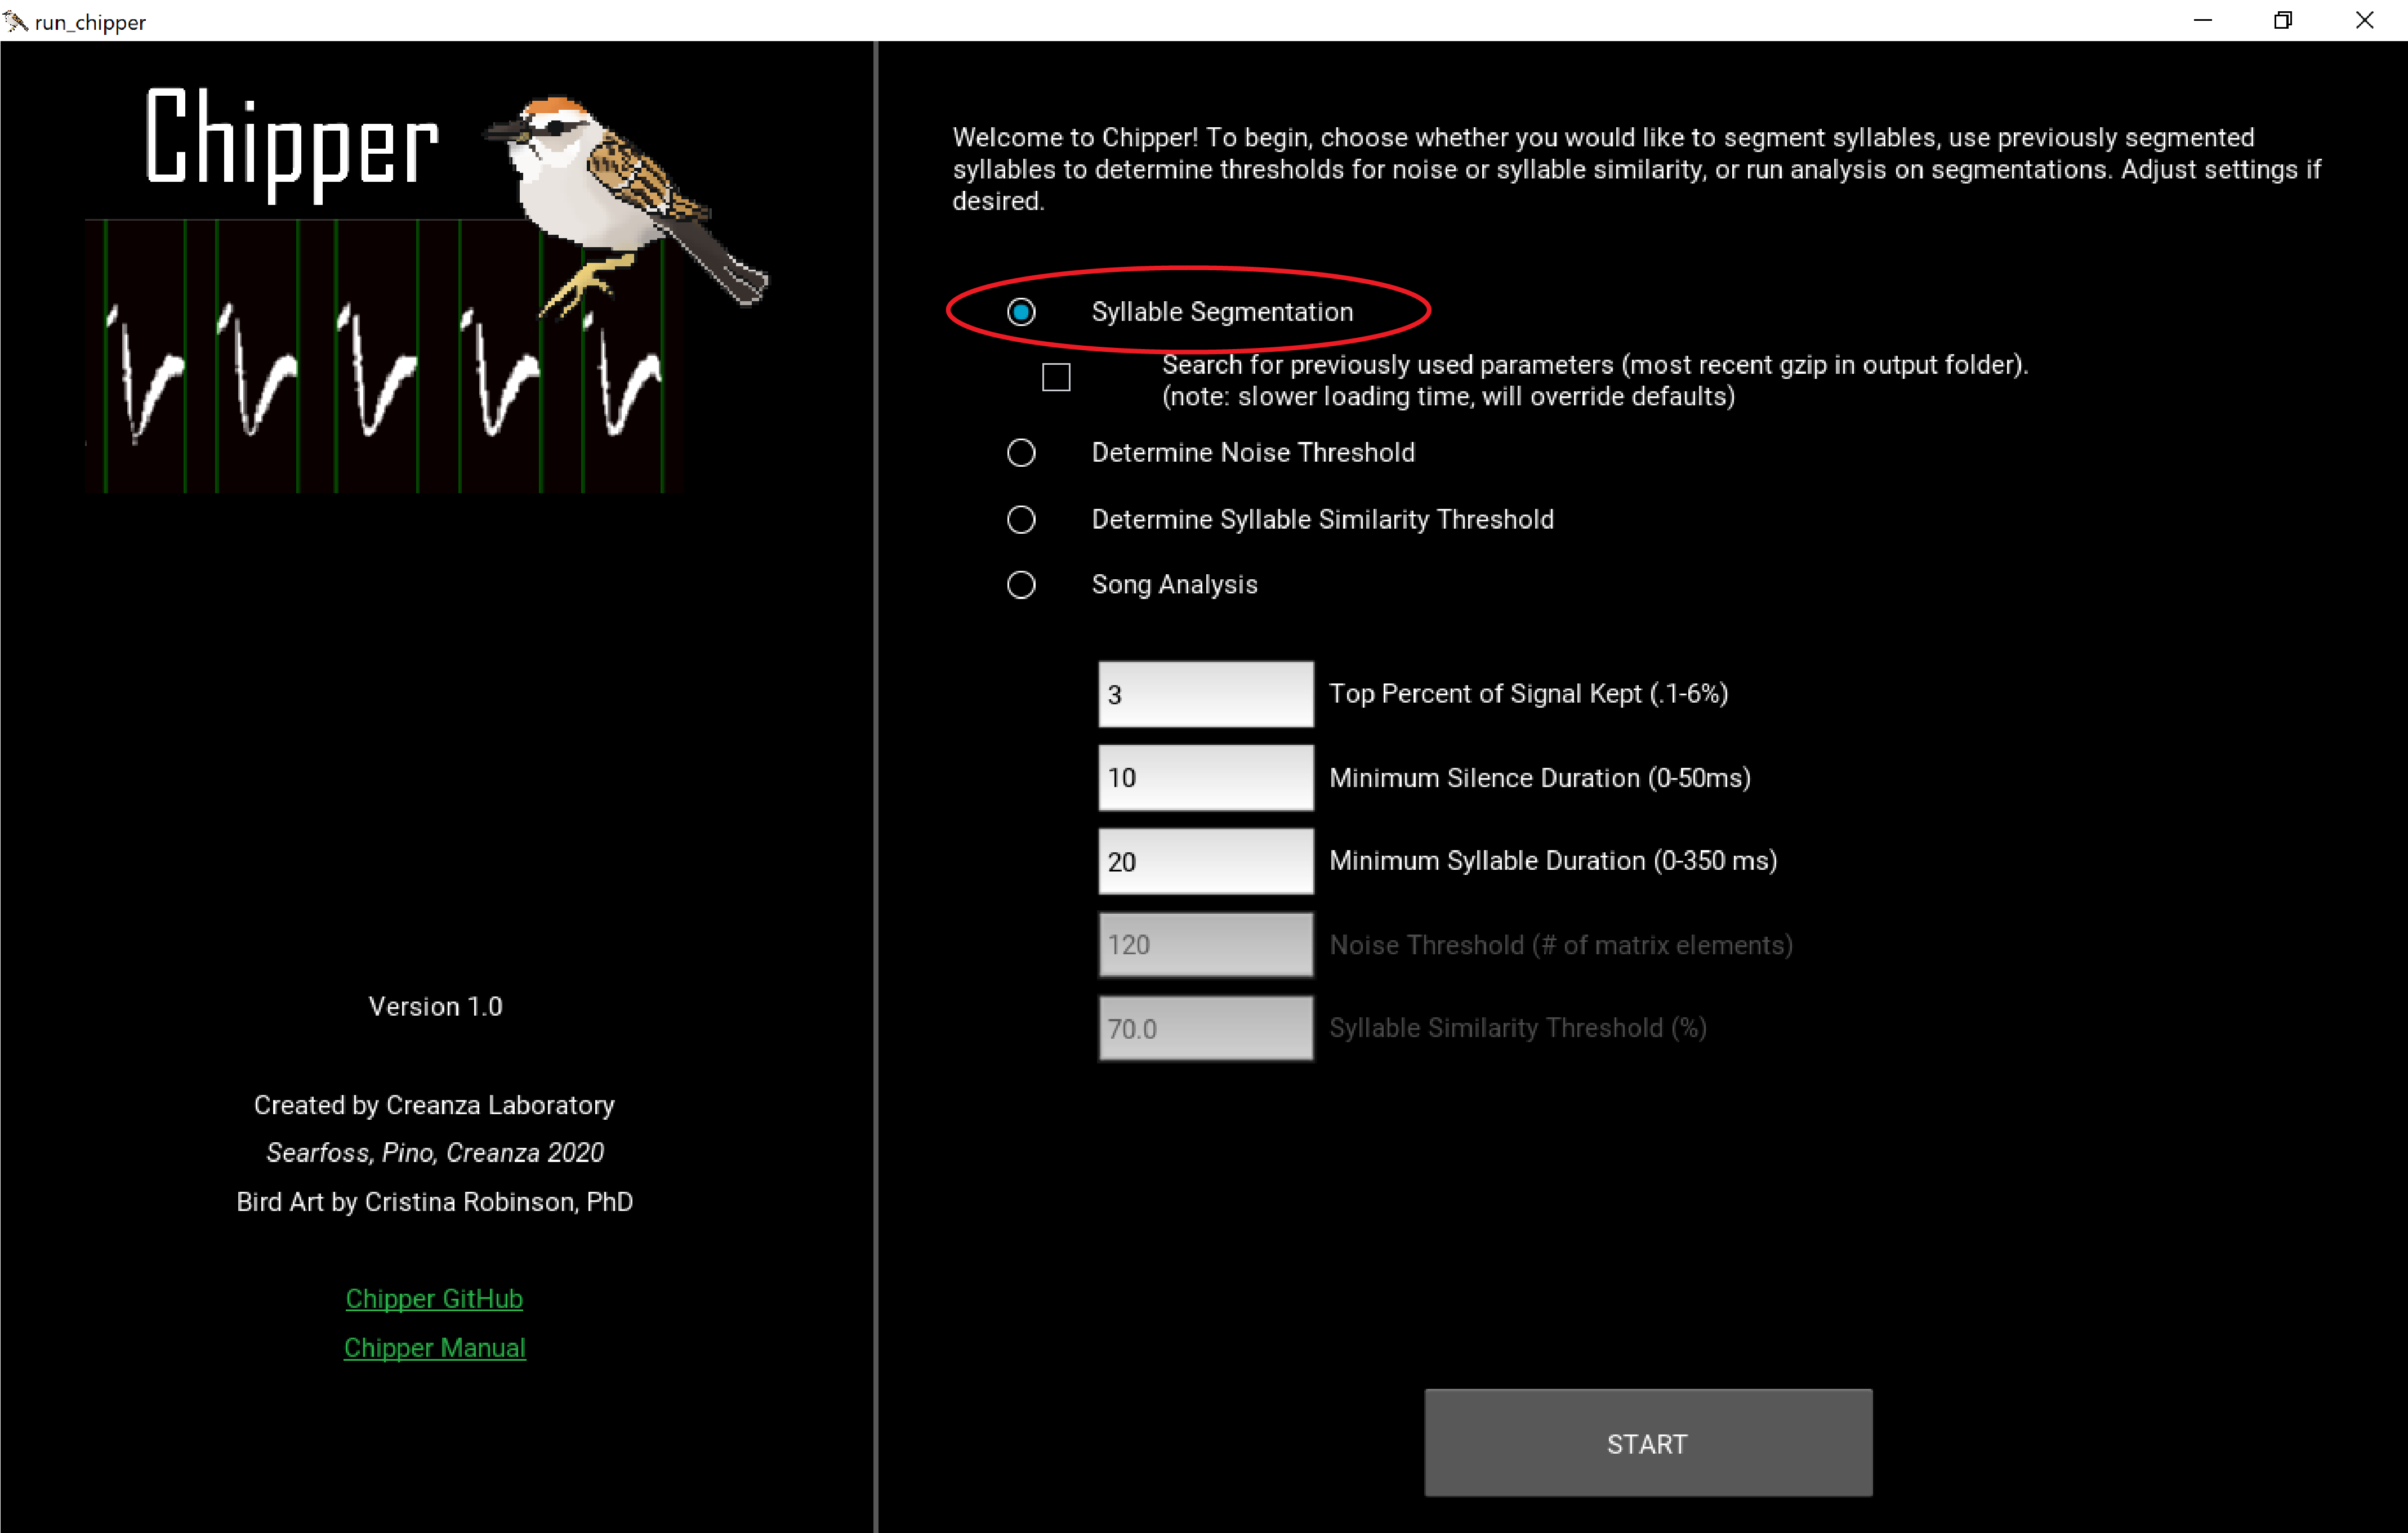 run_chipper
Chipper
Version 1.0
Created by Creanza Laboratory
Searfoss, Pino, Creanza 2020
Bird Art by Cristina Robinson, PhD
Chipper GitHub
Chipper Manual
Welcome to Chipper! To begin, choose whether you would like to segment syllables, use previously segmented
syllables to determine thresholds for noise or syllable similarity, or run analysis on segmentations. Adjust settings if
desired.
Syllable Segmentation
Search for previously used parameters (most recent gzip in output folder).
(note: slower loading time, will override defaults)
Determine Noise Threshold
Determine Syllable Similarity Threshold
Song Analysis
3 Top Percent of Signal Kept (.1-6%)
10 Minimum Silence Duration (0-50ms)
20 Minimum Syllable Duration (0-350 ms)
120 Noise Threshold (# of matrix elements)
70.0 Syllable Similarity Threshold (%)
START